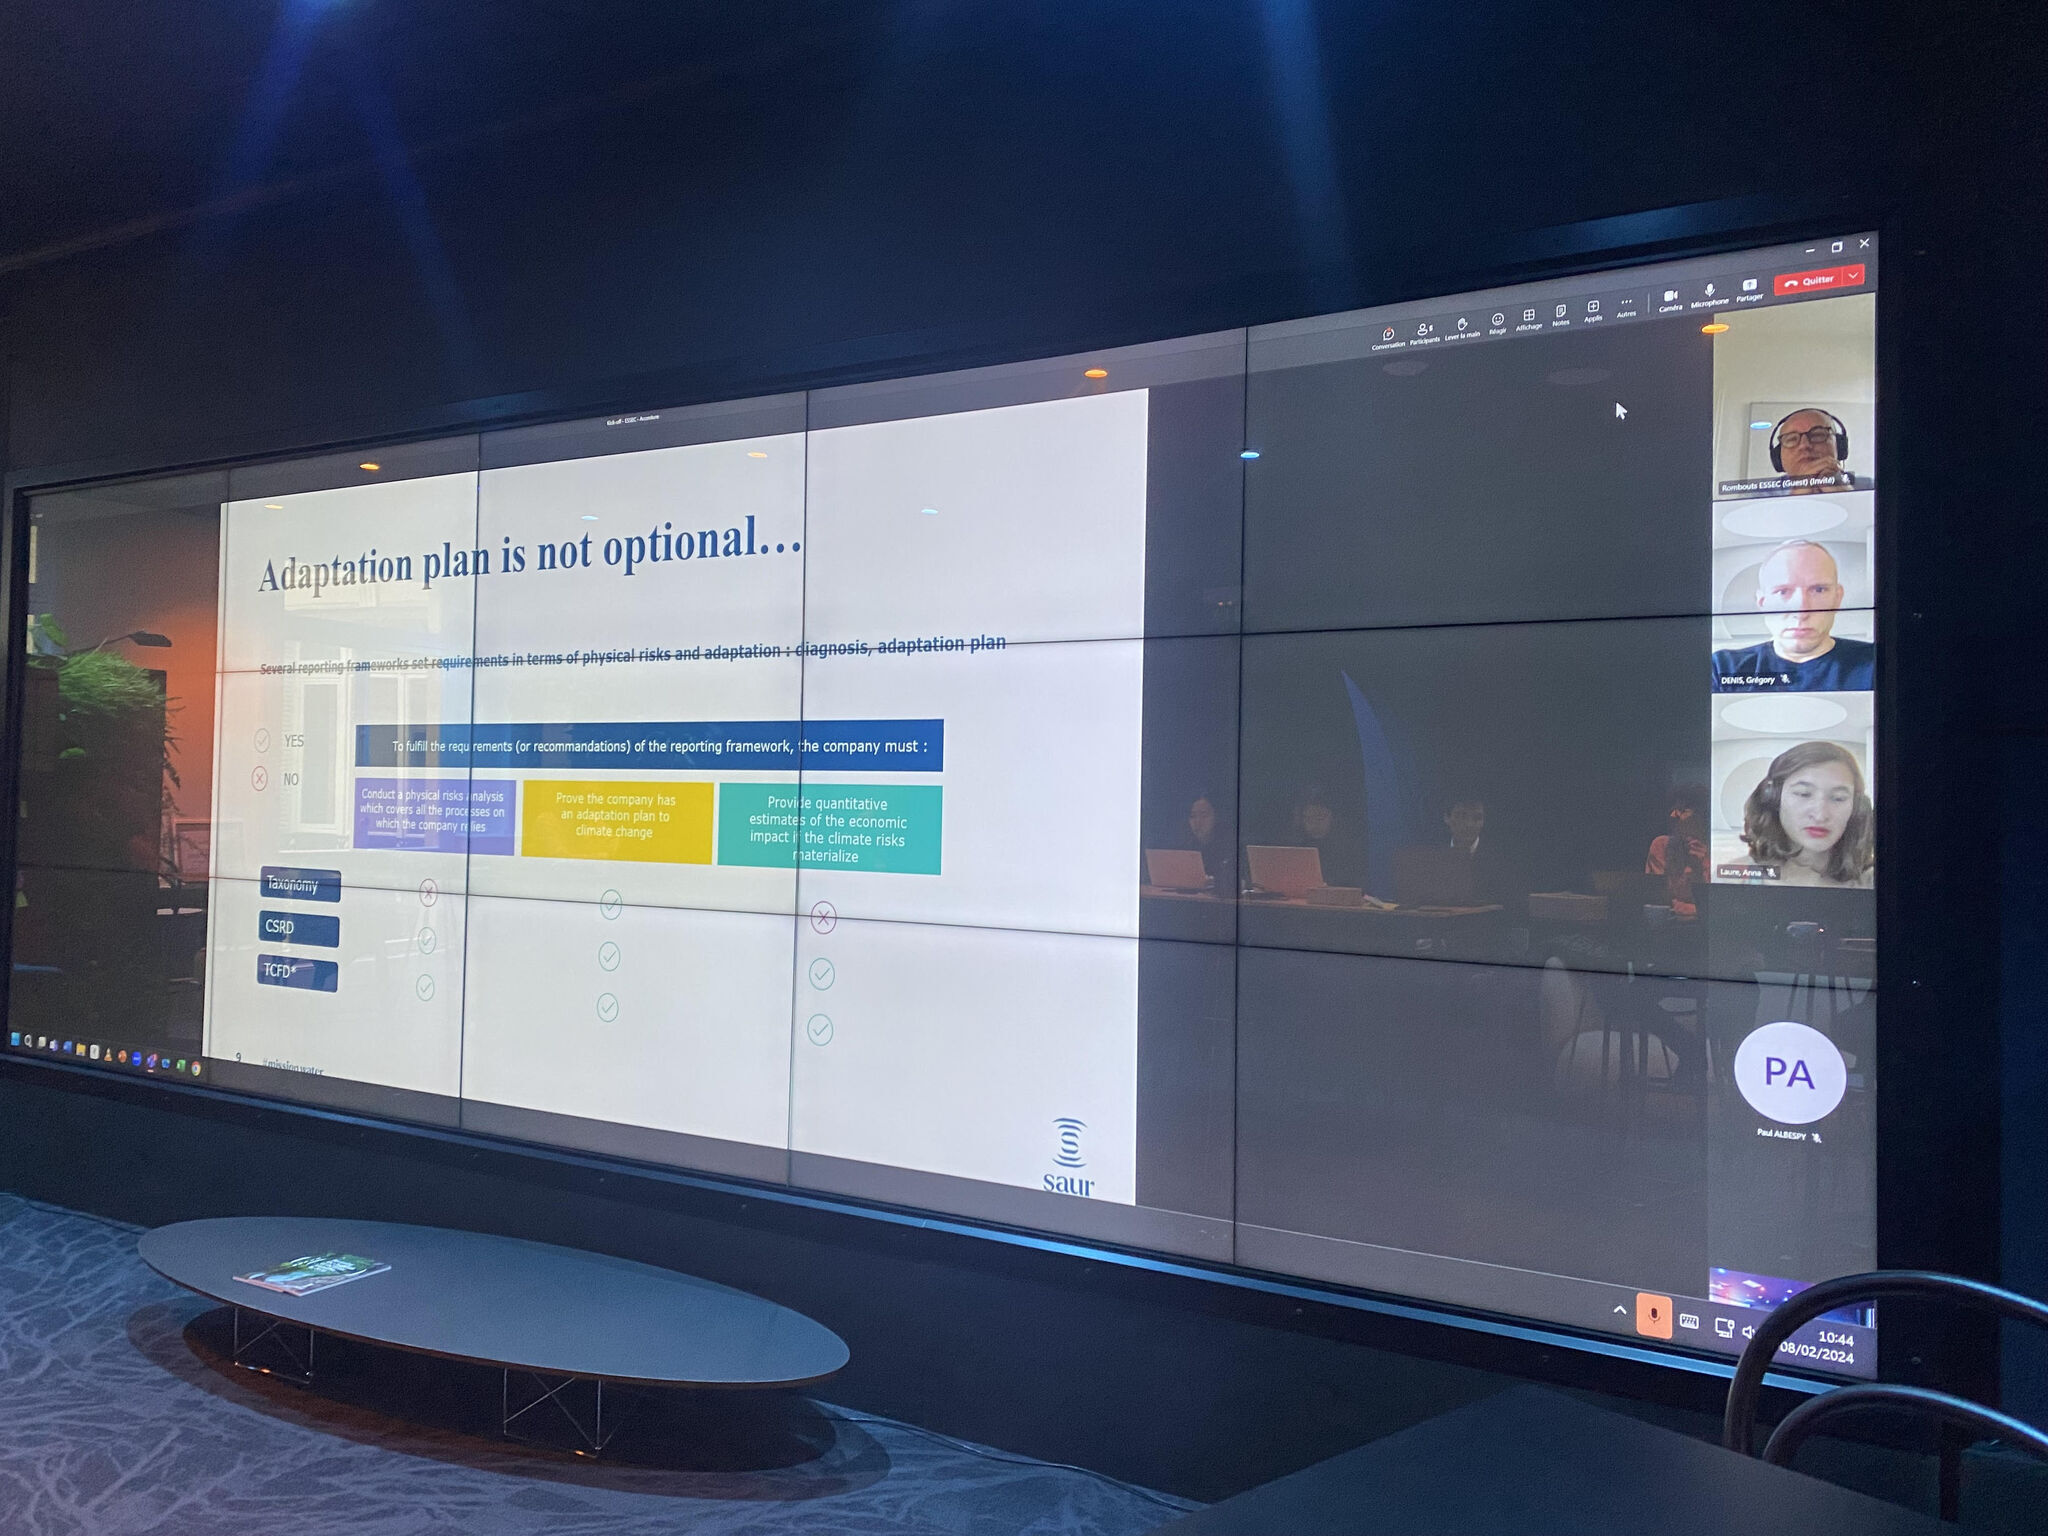 Quitter
Conversation
Participants
Lever la main
Réagir
Affichage
Notes
Applis
Autres
Caméra
Microphone
Partager
Kick-off - ESSEC - Accenture
Adaptation plan is not optional...
Several reporting frameworks set requirements in terms of physical risks and adaptation : diagnosis, adaptation plan
YES
NO
To fulfill the requirements (or recommandations) of the reporting framework, the company must :
Conduct a physical risks analysis
which covers all the processes on
which the company relies
Prove the company has
an adaptation plan to
climate change
Provide quantitative
estimates of the economic
impact if the climate risks
materialize
Taxonomy
CSRD
TCFD*
9
#missionwater
saur
Rombouts ESSEC (Guest) (Invité)
DENIS, Grégory
Laure, Anna
PA
Paul ALBESPY
10:44
08/02/2024